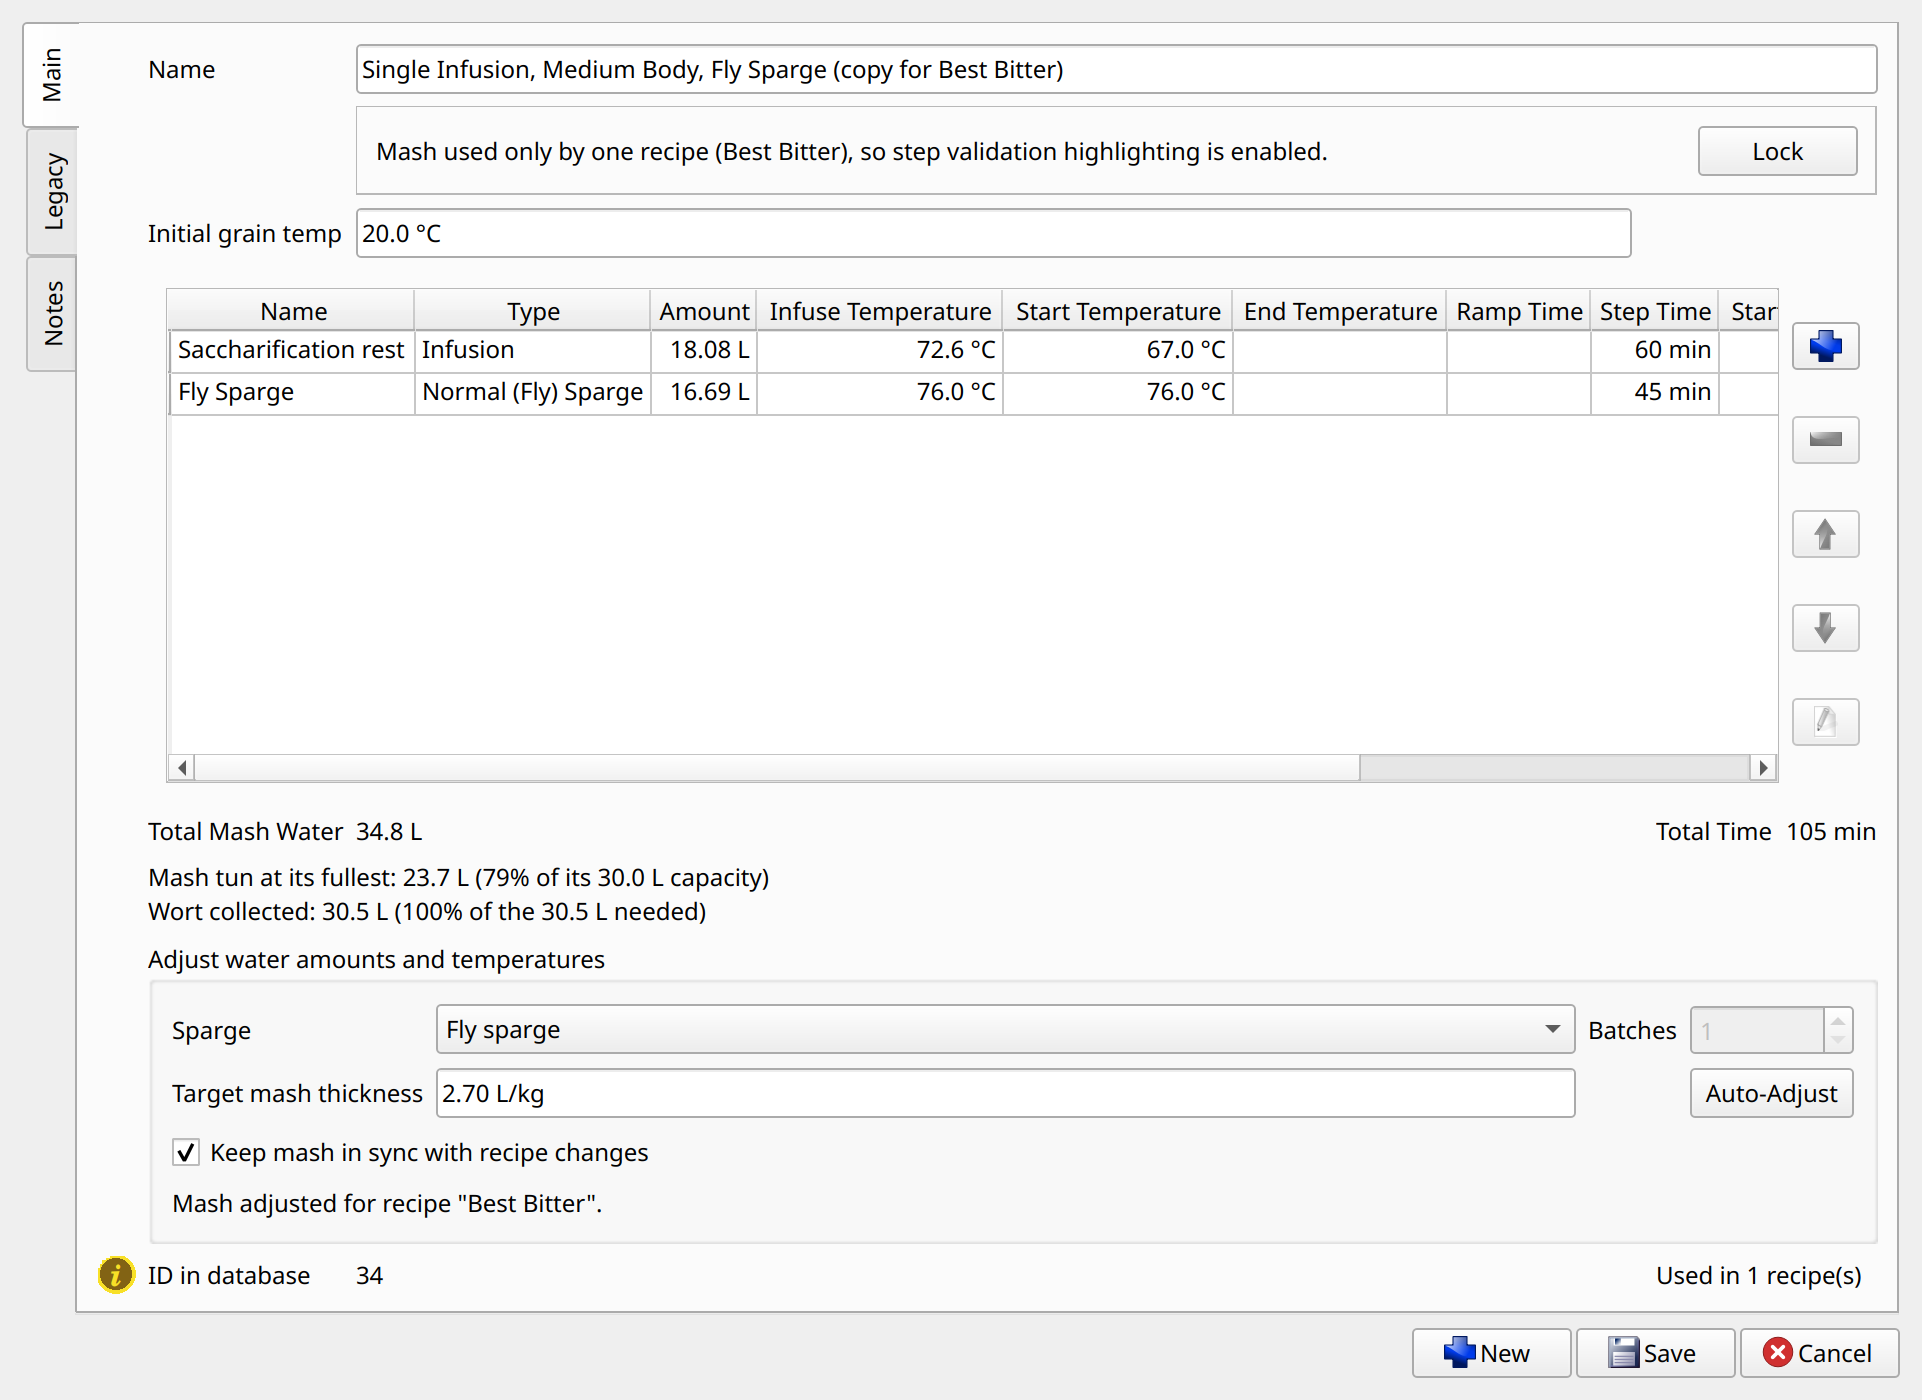 Main
Legacy
Notes
Name Single Infusion, Medium Body, Fly Sparge (copy for Best Bitter)
Mash used only by one recipe (Best Bitter), so step validation highlighting is enabled. Lock
Initial grain temp 20.0 °C
Name Type Amount Infuse Temperature Start Temperature End Temperature Ramp Time Step Time Star
Saccharification rest Infusion 18.08 L 72.6 °C 67.0 °C 60 min
Fly Sparge Normal (Fly) Sparge 16.69 L 76.0 °C 76.0 °C 45 min
Total Mash Water 34.8 L Total Time 105 min
Mash tun at its fullest: 23.7 L (79% of its 30.0 L capacity)
Wort collected: 30.5 L (100% of the 30.5 L needed)
Adjust water amounts and temperatures
Sparge Fly sparge Batches 1
Target mash thickness 2.70 L/kg Auto-Adjust
Keep mash in sync with recipe changes
Mash adjusted for recipe "Best Bitter".
ID in database 34 Used in 1 recipe(s)
New Save Cancel